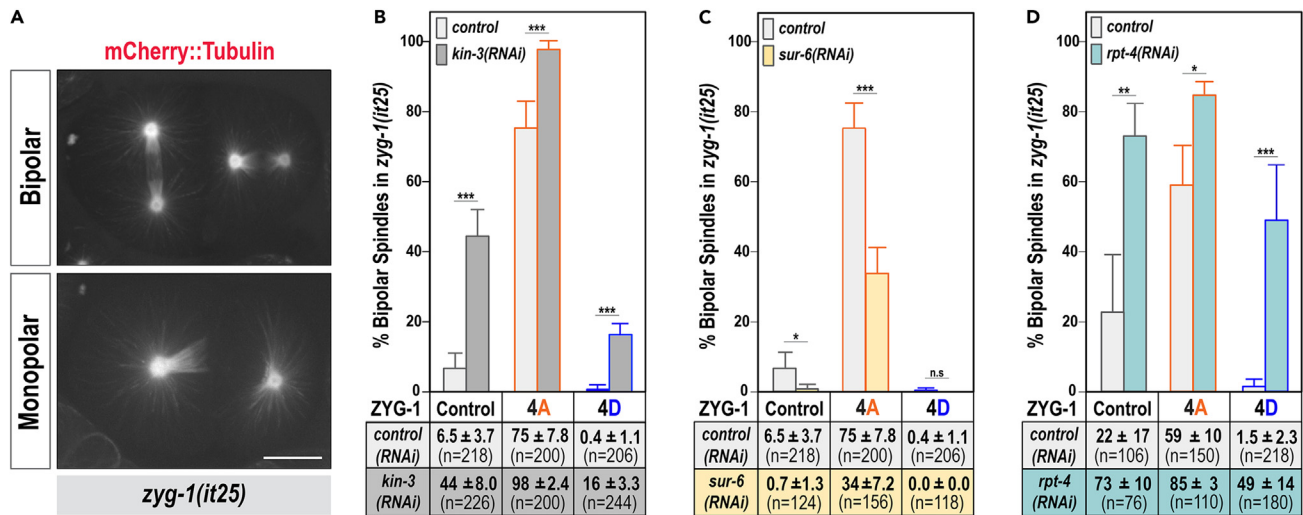 A
mCherry::Tubulin
Bipolar
Monopolar
zyg-1(it25)
B
control
kin-3(RNAi)
% Bipolar Spindles in zyg-1(it25)
100
80
60
40
20
0
***
***
***
ZYG-1 Control 4A 4D
control (RNAi) 6.5 ± 3.7 (n=218) 75 ± 7.8 (n=200) 0.4 ± 1.1 (n=206)
kin-3 (RNAi) 44 ± 8.0 (n=226) 98 ± 2.4 (n=200) 16 ± 3.3 (n=244)
C
control
sur-6(RNAi)
% Bipolar Spindles in zyg-1(it25)
100
80
60
40
20
0
*
***
n.s
ZYG-1 Control 4A 4D
control (RNAi) 6.5 ± 3.7 (n=218) 75 ± 7.8 (n=200) 0.4 ± 1.1 (n=206)
sur-6 (RNAi) 0.7 ± 1.3 (n=124) 34 ± 7.2 (n=156) 0.0 ± 0.0 (n=118)
D
control
rpt-4(RNAi)
% Bipolar Spindles in zyg-1(it25)
100
80
60
40
20
0
**
*
***
ZYG-1 Control 4A 4D
control (RNAi) 22 ± 17 (n=106) 59 ± 10 (n=150) 1.5 ± 2.3 (n=218)
rpt-4 (RNAi) 73 ± 10 (n=76) 85 ± 3 (n=110) 49 ± 14 (n=180)